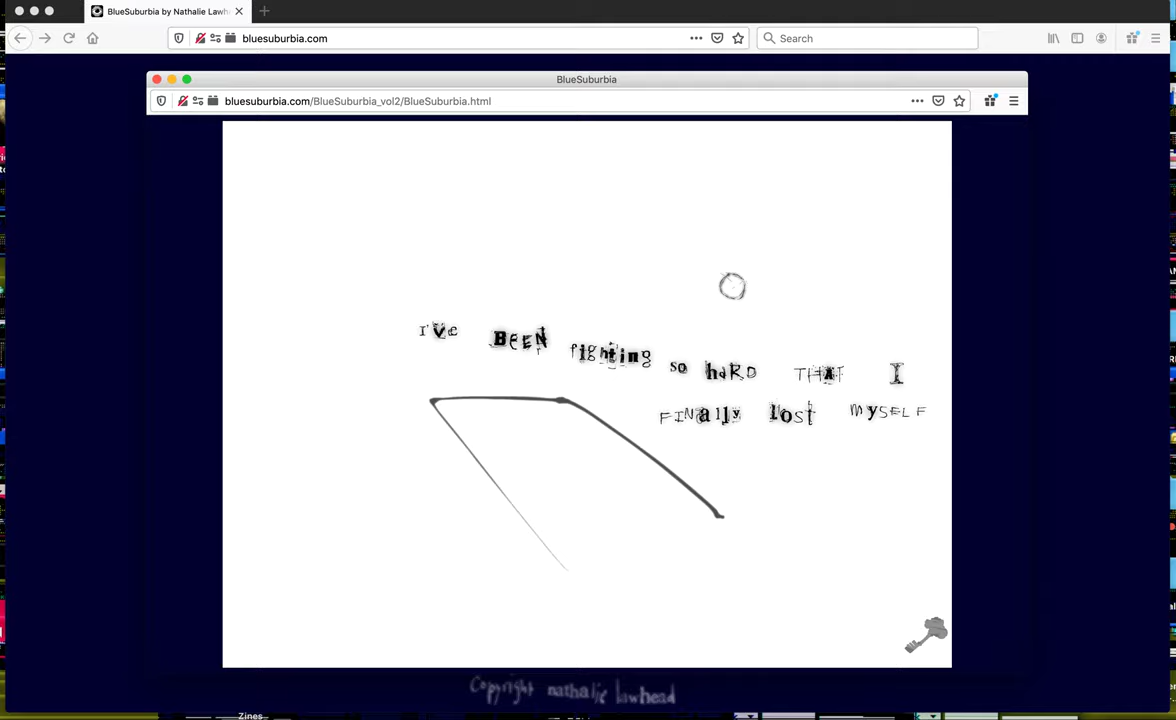 BlueSuburbia by Nathalie Lawh
bluesuburbia.com
Search
BlueSuburbia
bluesuburbia.com/BlueSuburbia_vol2/BlueSuburbia.html
I've BEEN fighting so haRD THAT I
FINally lost mySELF
Copyright nathalie lawhead
Zines